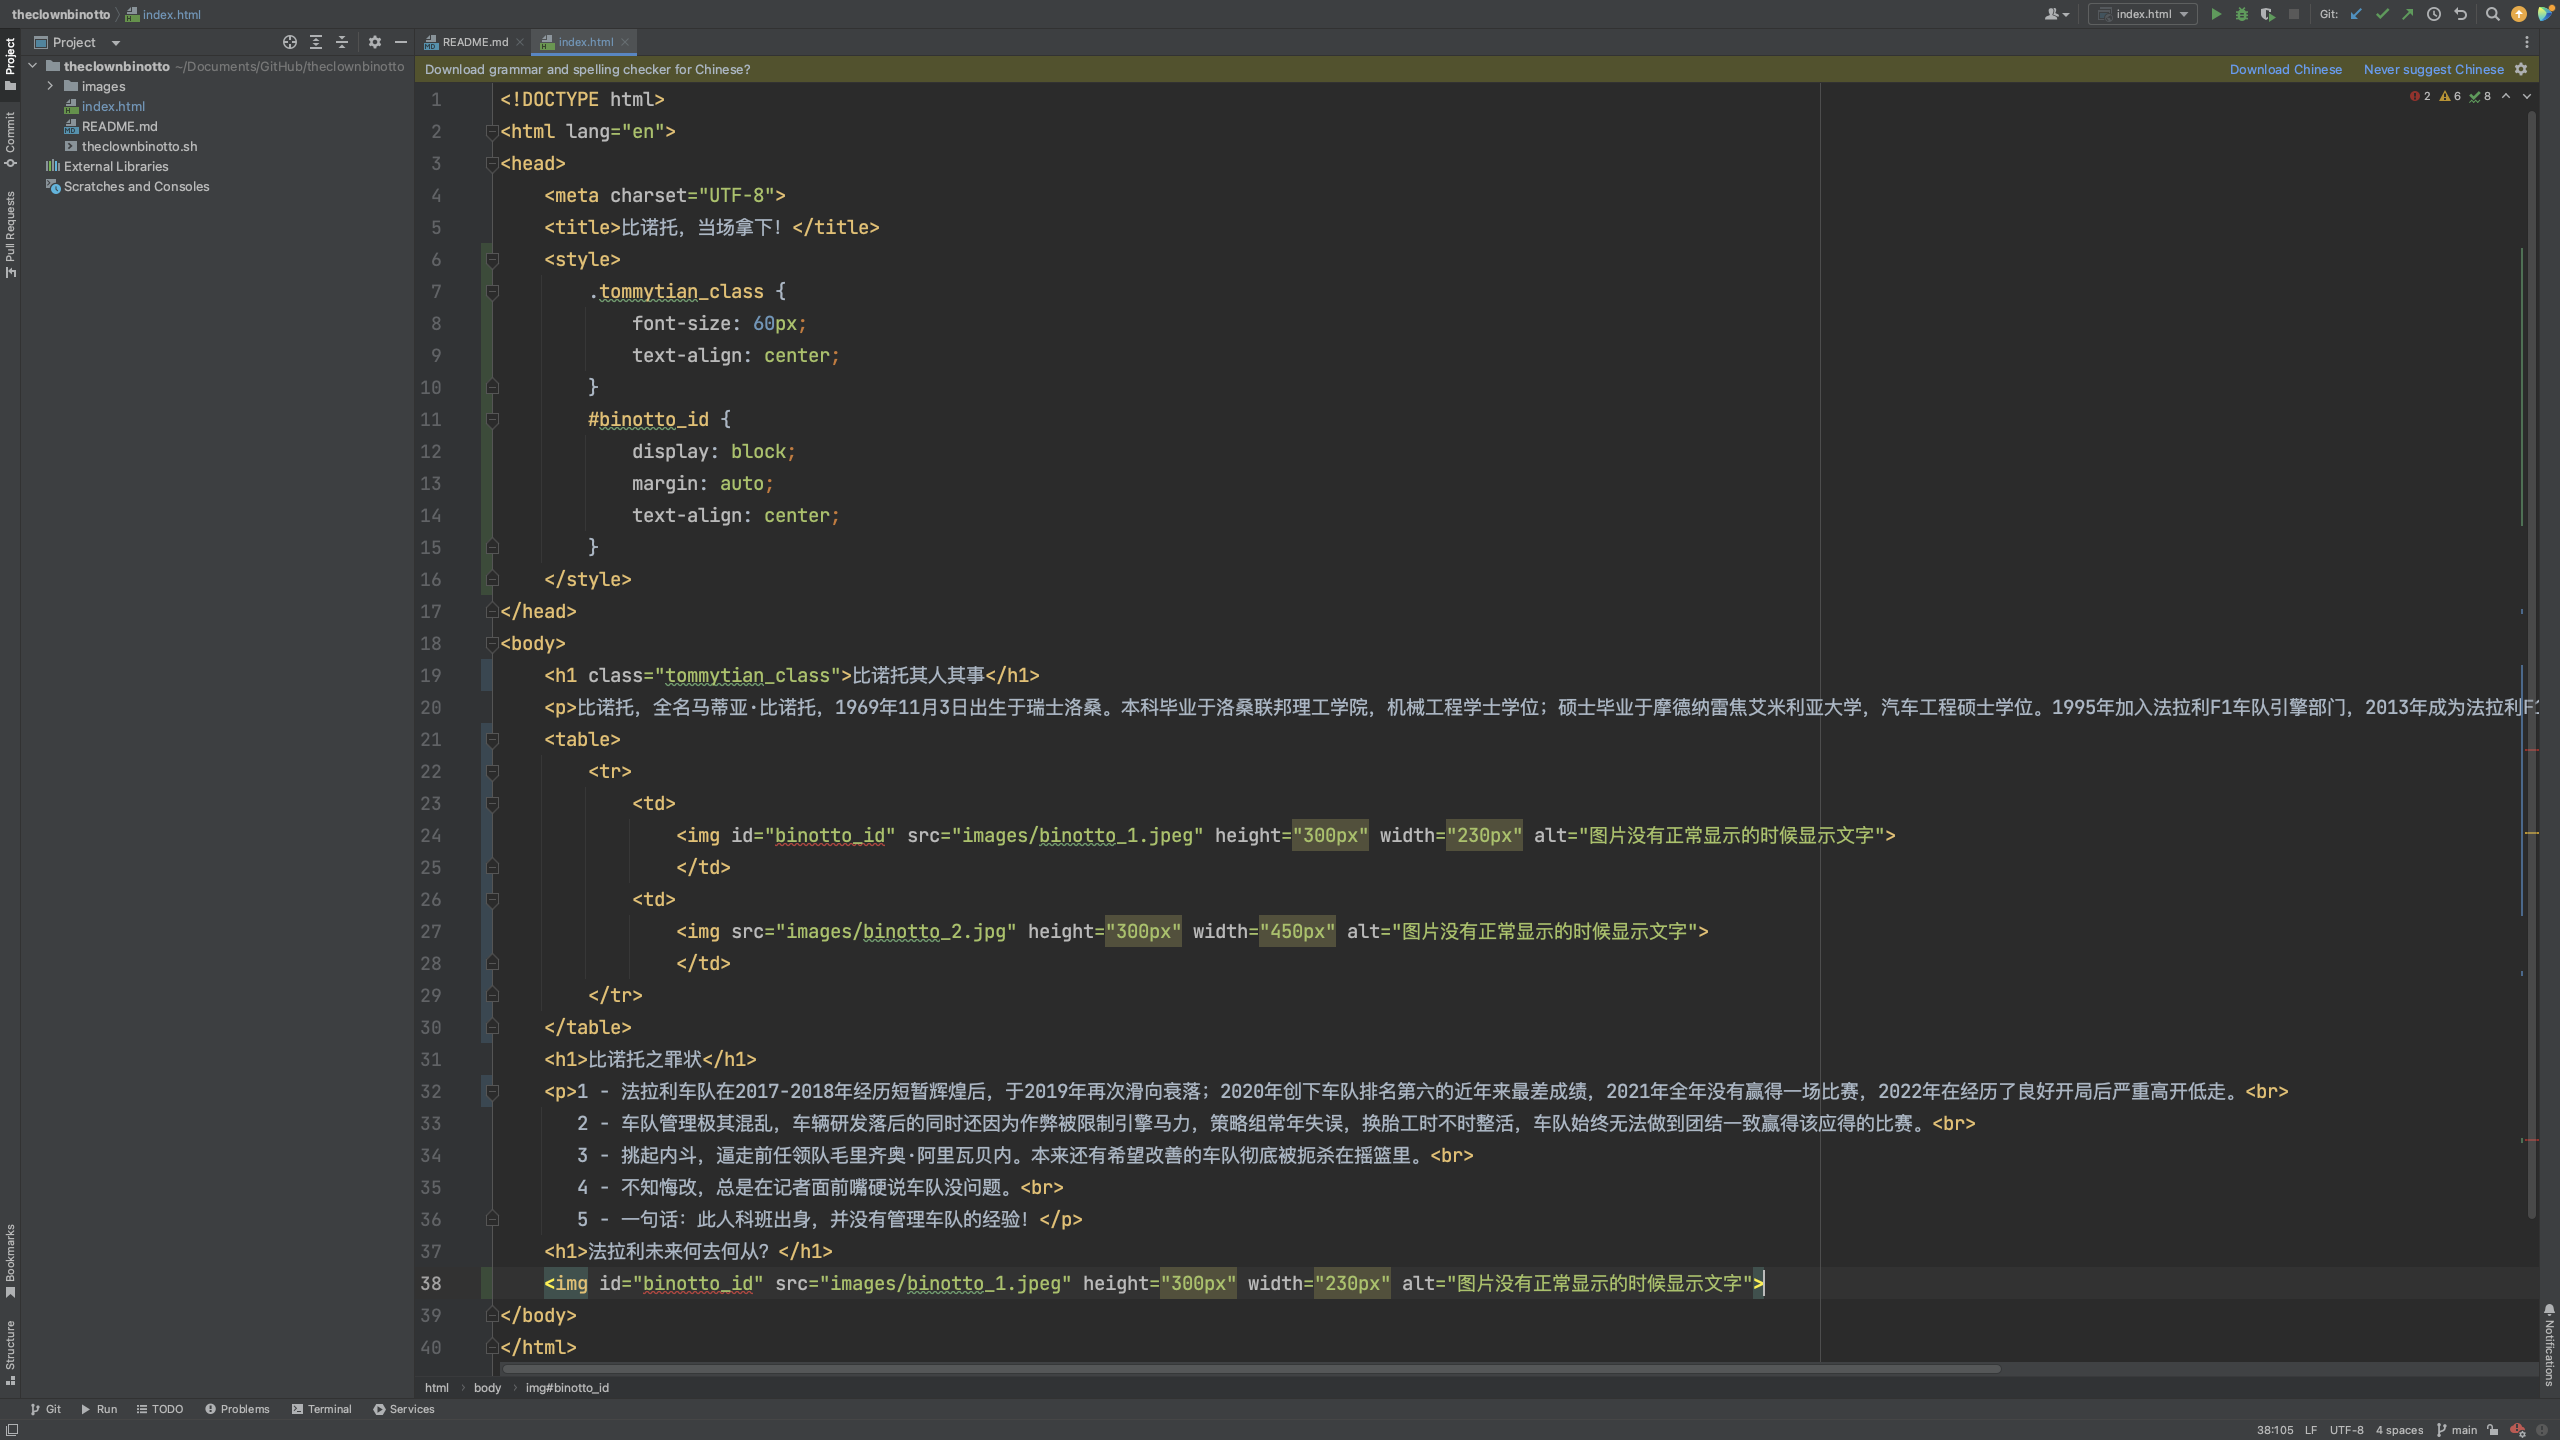 theclownbinotto index.html
index.html Git:
Project
README.md index.html
theclownbinotto ~/Documents/GitHub/theclownbinotto
images
index.html
README.md
theclownbinotto.sh
External Libraries
Scratches and Consoles
Project
Commit
Pull Requests
Bookmarks
Structure
Download grammar and spelling checker for Chinese? Download Chinese Never suggest Chinese
2 6 8
1 <!DOCTYPE html>
2 <html lang="en">
3 <head>
4 <meta charset="UTF-8">
5 <title>比诺托，当场拿下！</title>
6 <style>
7 .tommytian_class {
8 font-size: 60px;
9 text-align: center;
10 }
11 #binotto_id {
12 display: block;
13 margin: auto;
14 text-align: center;
15 }
16 </style>
17 </head>
18 <body>
19 <h1 class="tommytian_class">比诺托其人其事</h1>
20 <p>比诺托，全名马蒂亚·比诺托，1969年11月3日出生于瑞士洛桑。本科毕业于洛桑联邦理工学院，机械工程学士学位；硕士毕业于摩德纳雷焦艾米利亚大学，汽车工程硕士学位。1995年加入法拉利F1车队引擎部门，2013年成为法拉利F1
21 <table>
22 <tr>
23 <td>
24 <img id="binotto_id" src="images/binotto_1.jpeg" height="300px" width="230px" alt="图片没有正常显示的时候显示文字">
25 </td>
26 <td>
27 <img src="images/binotto_2.jpg" height="300px" width="450px" alt="图片没有正常显示的时候显示文字">
28 </td>
29 </tr>
30 </table>
31 <h1>比诺托之罪状</h1>
32 <p>1 - 法拉利车队在2017-2018年经历短暂辉煌后，于2019年再次滑向衰落；2020年创下车队排名第六的近年来最差成绩，2021年全年没有赢得一场比赛，2022年在经历了良好开局后严重高开低走。<br>
33 2 - 车队管理极其混乱，车辆研发落后的同时还因为作弊被限制引擎马力，策略组常年失误，换胎工时不时整活，车队始终无法做到团结一致赢得该应得的比赛。<br>
34 3 - 挑起内斗，逼走前任领队毛里齐奥·阿里瓦贝内。本来还有希望改善的车队彻底被扼杀在摇篮里。<br>
35 4 - 不知悔改，总是在记者面前嘴硬说车队没问题。<br>
36 5 - 一句话：此人科班出身，并没有管理车队的经验！</p>
37 <h1>法拉利未来何去何从？</h1>
38 <img id="binotto_id" src="images/binotto_1.jpeg" height="300px" width="230px" alt="图片没有正常显示的时候显示文字">
39 </body>
40 </html>
html body img#binotto_id
Notifications
Git Run TODO Problems Terminal Services
38:105 LF UTF-8 4 spaces main